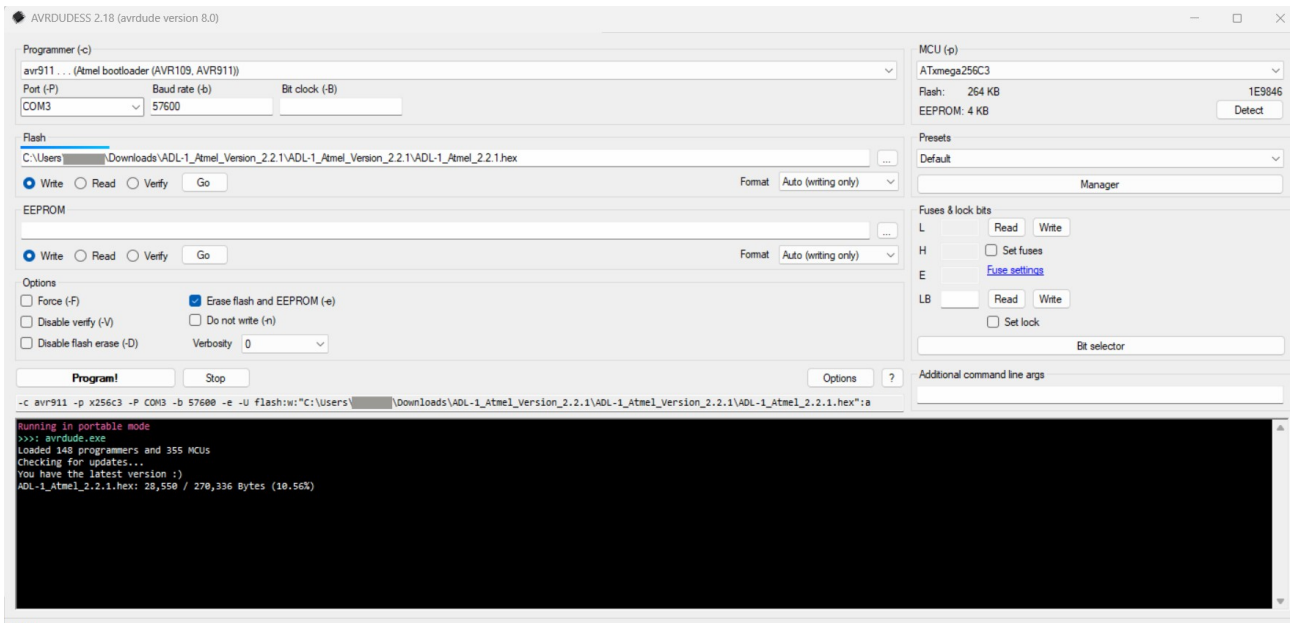 AVRDUDESS 2.18 (avrdude version 8.0)
Programmer (-c)
avr911 . . . (Atmel bootloader (AVR109, AVR911))
Port (-P) Baud rate (-b) Bit clock (-B)
COM3 57600
Flash
C:\Users\ \Downloads\ADL-1_Atmel_Version_2.2.1\ADL-1_Atmel_Version_2.2.1\ADL-1_Atmel_2.2.1.hex ...
Write Read Verify Go Format Auto (writing only)
EEPROM
...
Write Read Verify Go Format Auto (writing only)
Options
Force (-F) Erase flash and EEPROM (-e)
Disable verify (-V) Do not write (-n)
Disable flash erase (-D) Verbosity 0
Program! Stop Options ?
-c avr911 -p x256c3 -P COM3 -b 57600 -e -U flash:w:"C:\Users\ \Downloads\ADL-1_Atmel_Version_2.2.1\ADL-1_Atmel_Version_2.2.1\ADL-1_Atmel_2.2.1.hex":a
MCU (-p)
ATxmega256C3
Flash: 264 KB 1E9846
EEPROM: 4 KB Detect
Presets
Default
Manager
Fuses & lock bits
L Read Write
H Set fuses
E Fuse settings
LB Read Write
Set lock
Bit selector
Additional command line args
Running in portable mode
>>>: avrdude.exe
Loaded 148 programmers and 355 MCUs
Checking for updates...
You have the latest version :)
ADL-1_Atmel_2.2.1.hex: 28,550 / 270,336 Bytes (10.56%)